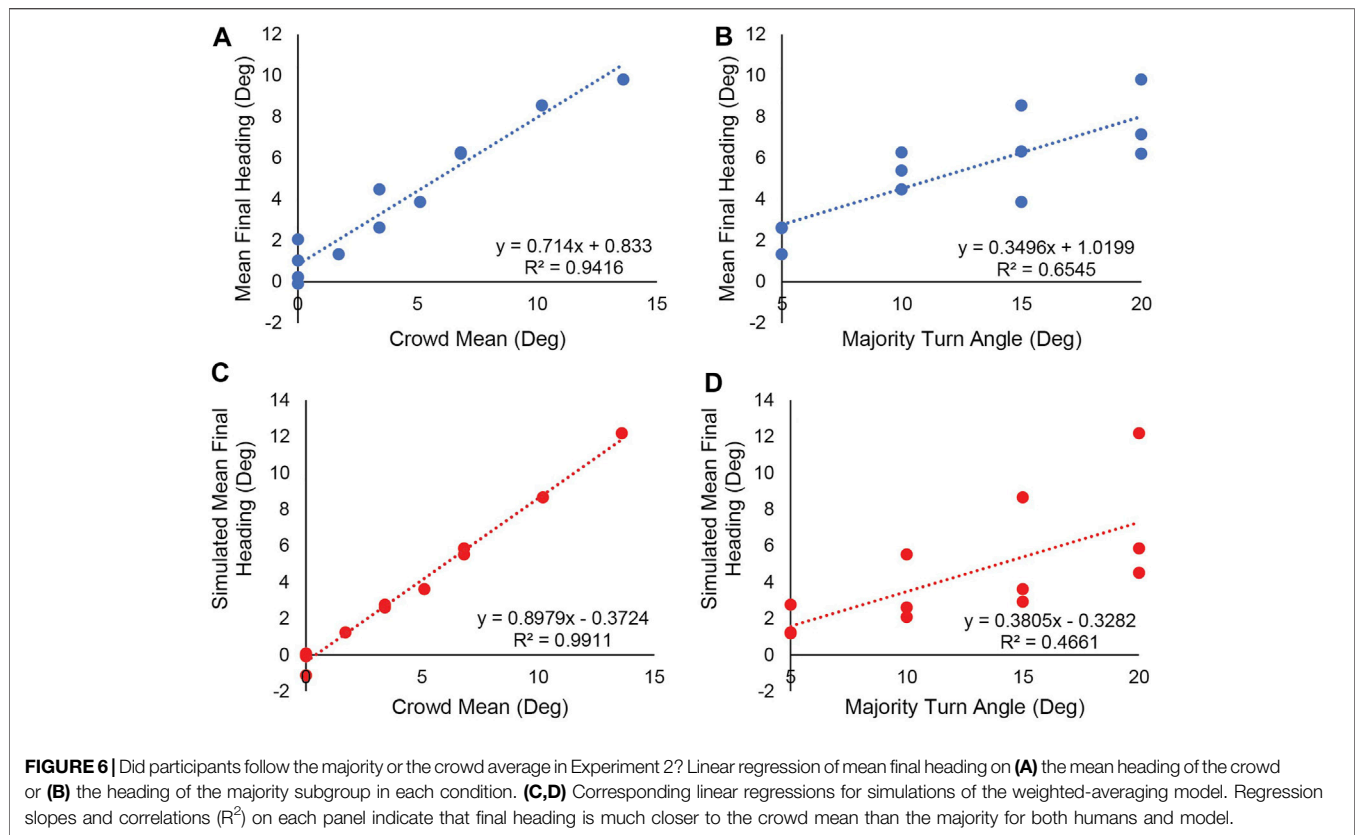 A
12
10
8
6
4
2
0
-2
Mean Final Heading (Deg)
0
5
10
15
Crowd Mean (Deg)
y = 0.714x + 0.833
R² = 0.9416
B
12
10
8
6
4
2
0
-2
Mean Final Heading (Deg)
5
10
15
20
Majority Turn Angle (Deg)
y = 0.3496x + 1.0199
R² = 0.6545
C
14
12
10
8
6
4
2
0
-2
Simulated Mean Final
Heading (Deg)
0
5
10
15
Crowd Mean (Deg)
y = 0.8979x - 0.3724
R² = 0.9911
D
14
12
10
8
6
4
2
0
-2
Simulated Mean Final
Heading (Deg)
5
10
15
20
Majority Turn Angle (Deg)
y = 0.3805x - 0.3282
R² = 0.4661
FIGURE 6 | Did participants follow the majority or the crowd average in Experiment 2? Linear regression of mean final heading on (A) the mean heading of the crowd
or (B) the heading of the majority subgroup in each condition. (C,D) Corresponding linear regressions for simulations of the weighted-averaging model. Regression
slopes and correlations (R²) on each panel indicate that final heading is much closer to the crowd mean than the majority for both humans and model.